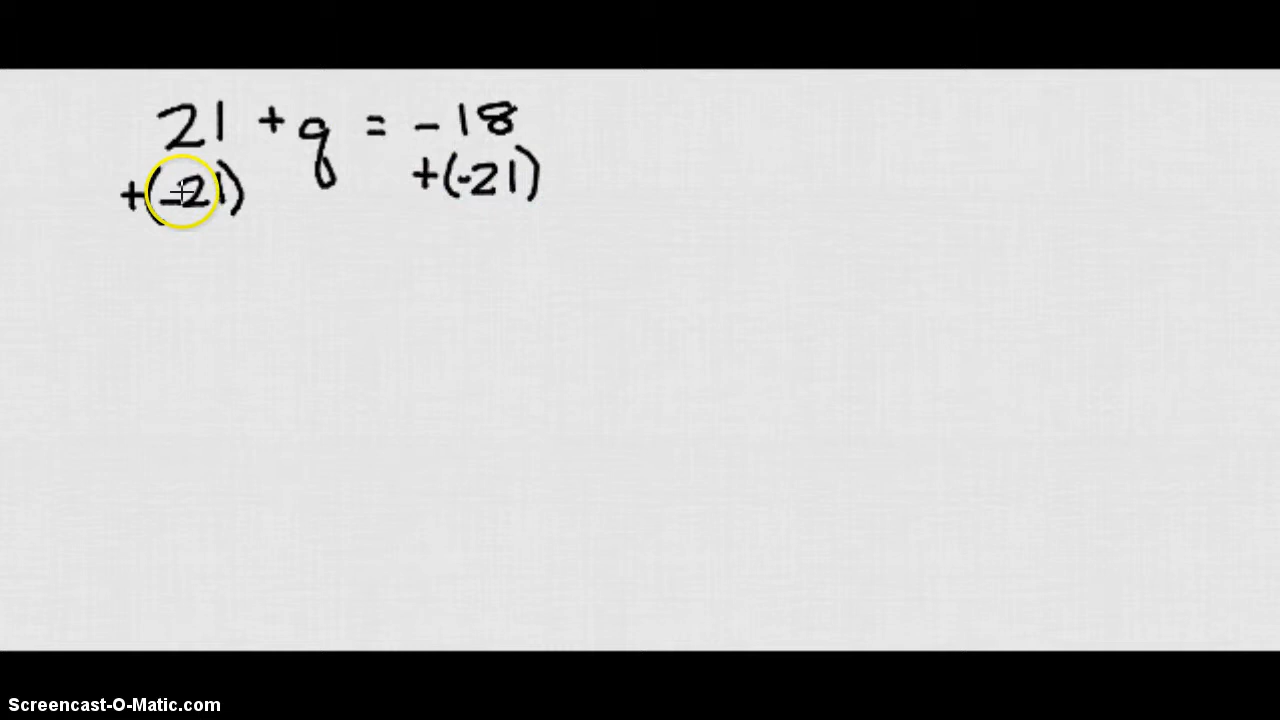 21 + q = -18
+(-21) +(-21)
Screencast-O-Matic.com